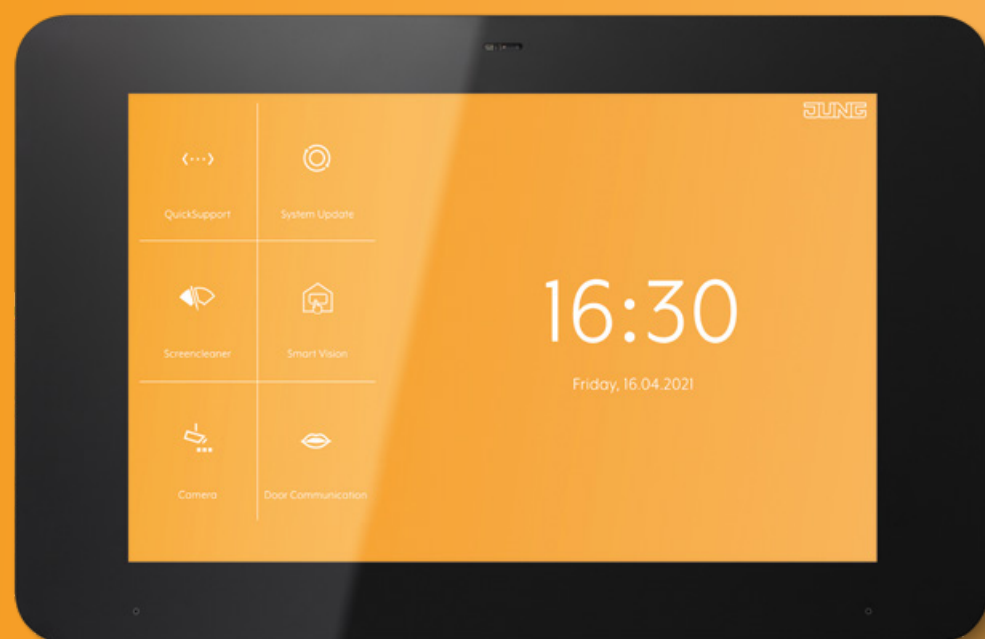 JUNG
QuickSupport
System Update
Screencleaner
Smart Vision
Camera
Door Communication
16:30
Friday, 16.04.2021